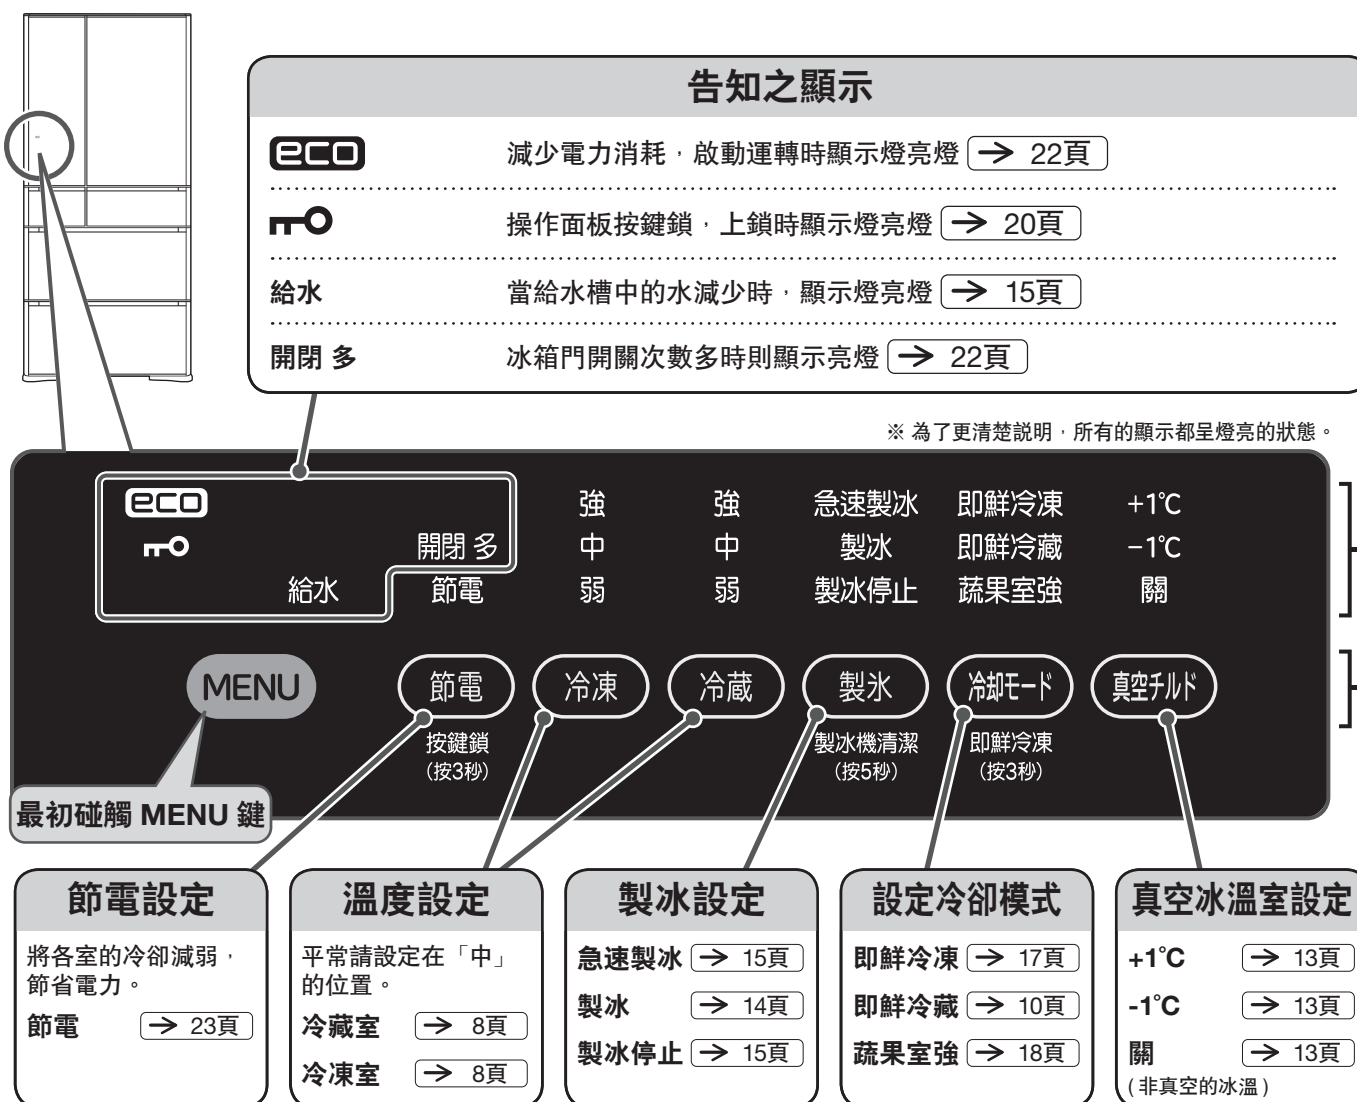 告知之顯示
eco 減少電力消耗，啟動運轉時顯示燈亮燈 → 22頁
操作面板按鍵鎖，上鎖時顯示燈亮燈 → 20頁
給水 當給水槽中的水減少時，顯示燈亮燈 → 15頁
開閉 多 冰箱門開關次數多時則顯示亮燈 → 22頁
※ 為了更清楚説明，所有的顯示都呈燈亮的狀態。
eco 強 強 急速製冰 即鮮冷凍 +1℃
開閉 多 中 中 製冰 即鮮冷藏 −1℃
給水 節電 弱 弱 製冰停止 蔬果室強 關
MENU 節電 冷凍 冷蔵 製氷 冷却モード 真空チルド
按鍵鎖 製冰機清潔 即鮮冷凍
（按3秒） （按5秒） （按3秒）
最初碰觸 MENU 鍵
節電設定
將各室的冷卻減弱，
節省電力。
節電 → 23頁
溫度設定
平常請設定在「中」
的位置。
冷藏室 → 8頁
冷凍室 → 8頁
製冰設定
急速製冰 → 15頁
製冰 → 14頁
製冰停止 → 15頁
設定冷卻模式
即鮮冷凍 → 17頁
即鮮冷藏 → 10頁
蔬果室強 → 18頁
真空冰溫室設定
+1℃ → 13頁
-1℃ → 13頁
關 → 13頁
( 非真空的冰溫 )